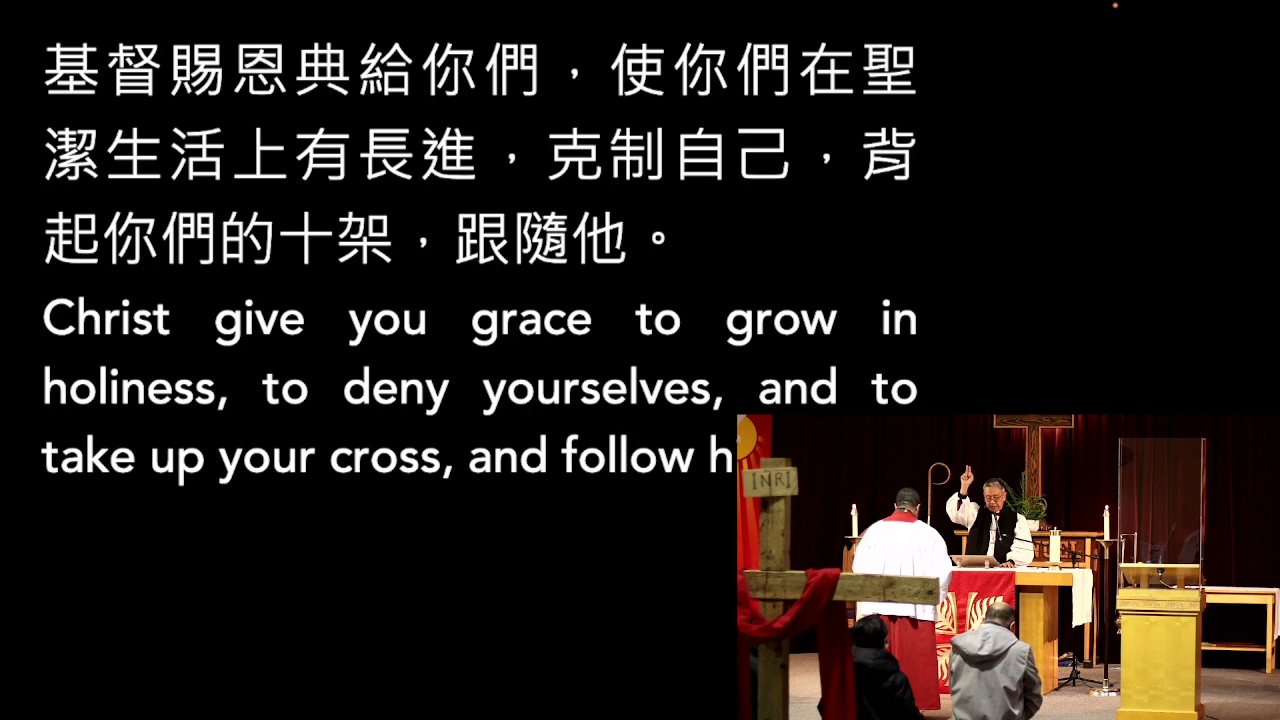 基督賜恩典給你們，使你們在聖
潔生活上有長進，克制自己，背
起你們的十架，跟隨他。
Christ give you grace to grow in
holiness, to deny yourselves, and to
take up your cross, and follow h
INRI